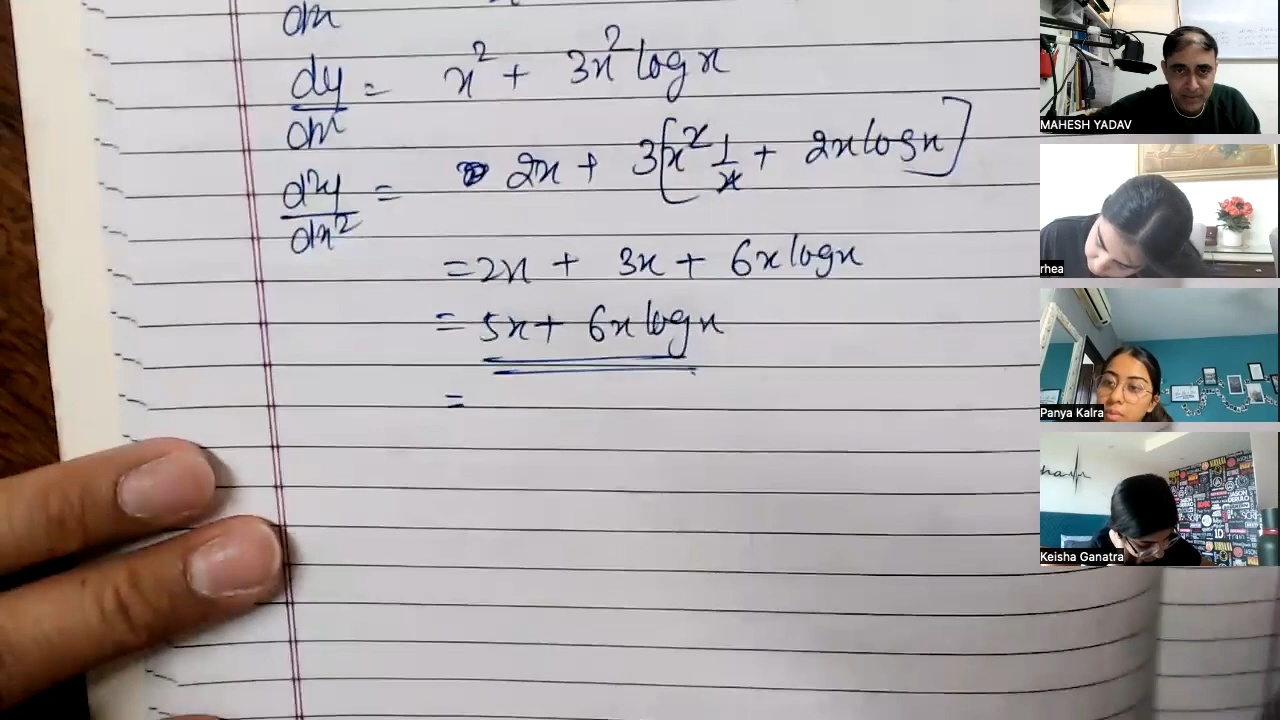 dx
dy/dx = x² + 3x² log x
d²y/dx² = 2x + 3[x² 1/x + 2x log x]
= 2x + 3x + 6x log x
= 5x + 6x log x
=
MAHESH YADAV
rhea
Panya Kalra
Keisha Ganatra